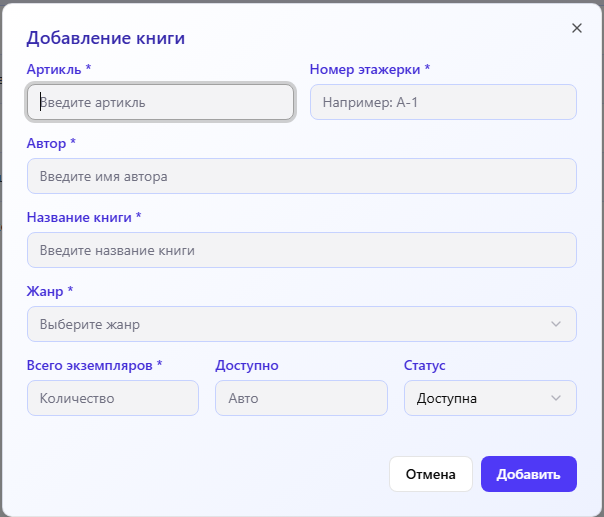 Добавление книги
Артикль * Номер этажерки *
Введите артикль Например: А-1
Автор *
Введите имя автора
Название книги *
Введите название книги
Жанр *
Выберите жанр
Всего экземпляров * Доступно Статус
Количество Авто Доступна
Отмена Добавить